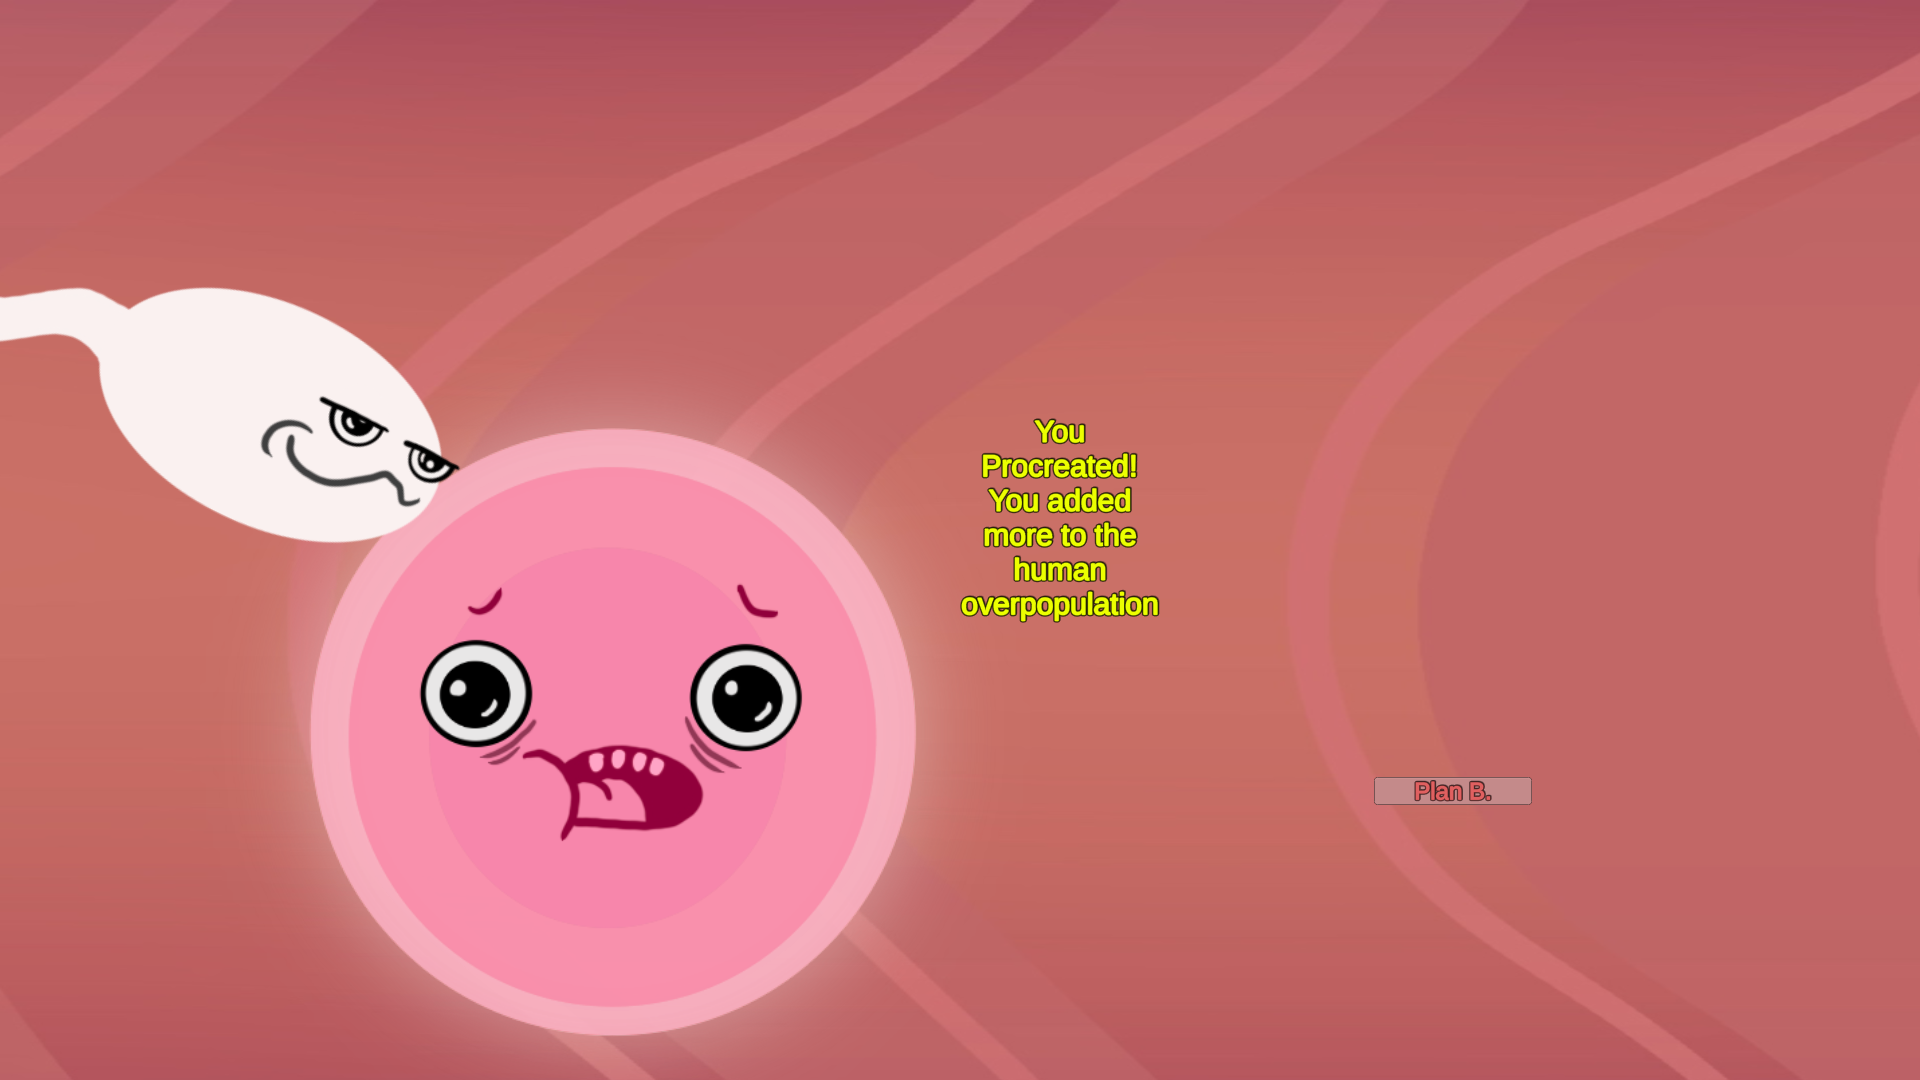 You
Procreated!
You added
more to the
human
overpopulation
Plan B.